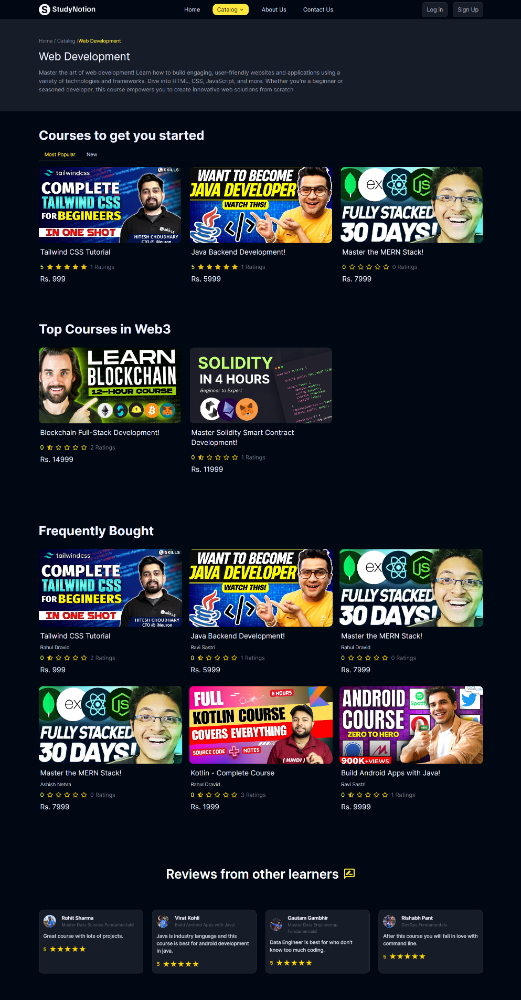 StudyNotion
Home Catalog About Us Contact Us Log in Sign Up
Home / Catalog /Web Development
Web Development
Master the art of web development! Learn how to build engaging, user-friendly websites and applications using a
variety of technologies and frameworks. Dive into HTML, CSS, JavaScript, and more. Whether you're a beginner or
seasoned developer, this course empowers you to create innovative web solutions from scratch
Courses to get you started
Most Popular New
tailwindcss
SKILLS
COMPLETE
TAILWIND CSS
FOR BEGINEERS
IN ONE SHOT
SKILLS
HITESH CHOUDHARY
CTO @ iNeuron
WANT TO BECOME
JAVA DEVELOPER
WATCH THIS!
</>
ex JS
FULLY STACKED
30 DAYS!
Tailwind CSS Tutorial
5 1 Ratings
Rs. 999
Java Backend Development!
5 1 Ratings
Rs. 5999
Master the MERN Stack!
0 0 Ratings
Rs. 7999
Top Courses in Web3
LEARN
BLOCKCHAIN
12-HOUR COURSE
SOLIDITY
IN 4 HOURS
Beginner to Expert
Blockchain Full-Stack Development!
0 2 Ratings
Rs. 14999
Master Solidity Smart Contract
Development!
0 1 Ratings
Rs. 11999
Frequently Bought
tailwindcss
SKILLS
COMPLETE
TAILWIND CSS
FOR BEGINEERS
IN ONE SHOT
SKILLS
HITESH CHOUDHARY
CTO @ iNeuron
WANT TO BECOME
JAVA DEVELOPER
WATCH THIS!
</>
ex JS
FULLY STACKED
30 DAYS!
Tailwind CSS Tutorial
Rahul Dravid
0 2 Ratings
Rs. 999
Java Backend Development!
Ravi Sastri
0 1 Ratings
Rs. 5999
Master the MERN Stack!
Rahul Dravid
0 0 Ratings
Rs. 7999
ex JS
FULLY STACKED
30 DAYS!
FULL
8 HOURS
KOTLIN COURSE
COVERS EVERYTHING
SOURCE CODE + NOTES
( HINDI )
ANDROID
COURSE
ZERO TO HERO
Spotify
MINI
900K+VIEWS
Master the MERN Stack!
Ashish Nehra
0 0 Ratings
Rs. 7999
Kotlin - Complete Course
Rahul Dravid
0 3 Ratings
Rs. 1999
Build Android Apps with Java!
Ravi Sastri
0 1 Ratings
Rs. 9999
Reviews from other learners
Rohit Sharma
Master Data Science Fundamentals!
Great course with lots of projects.
5
Virat Kohli
Build Android Apps with Java!
Java is industry language and this
course is best for android development
in java.
5
Gautam Gambhir
Master Data Engineering
Fundamentals!
Data Engineer is best for who don't
know too much coding.
5
Rishabh Pant
DevOps Fundamentals
After this course you will fall in love with
command line.
5